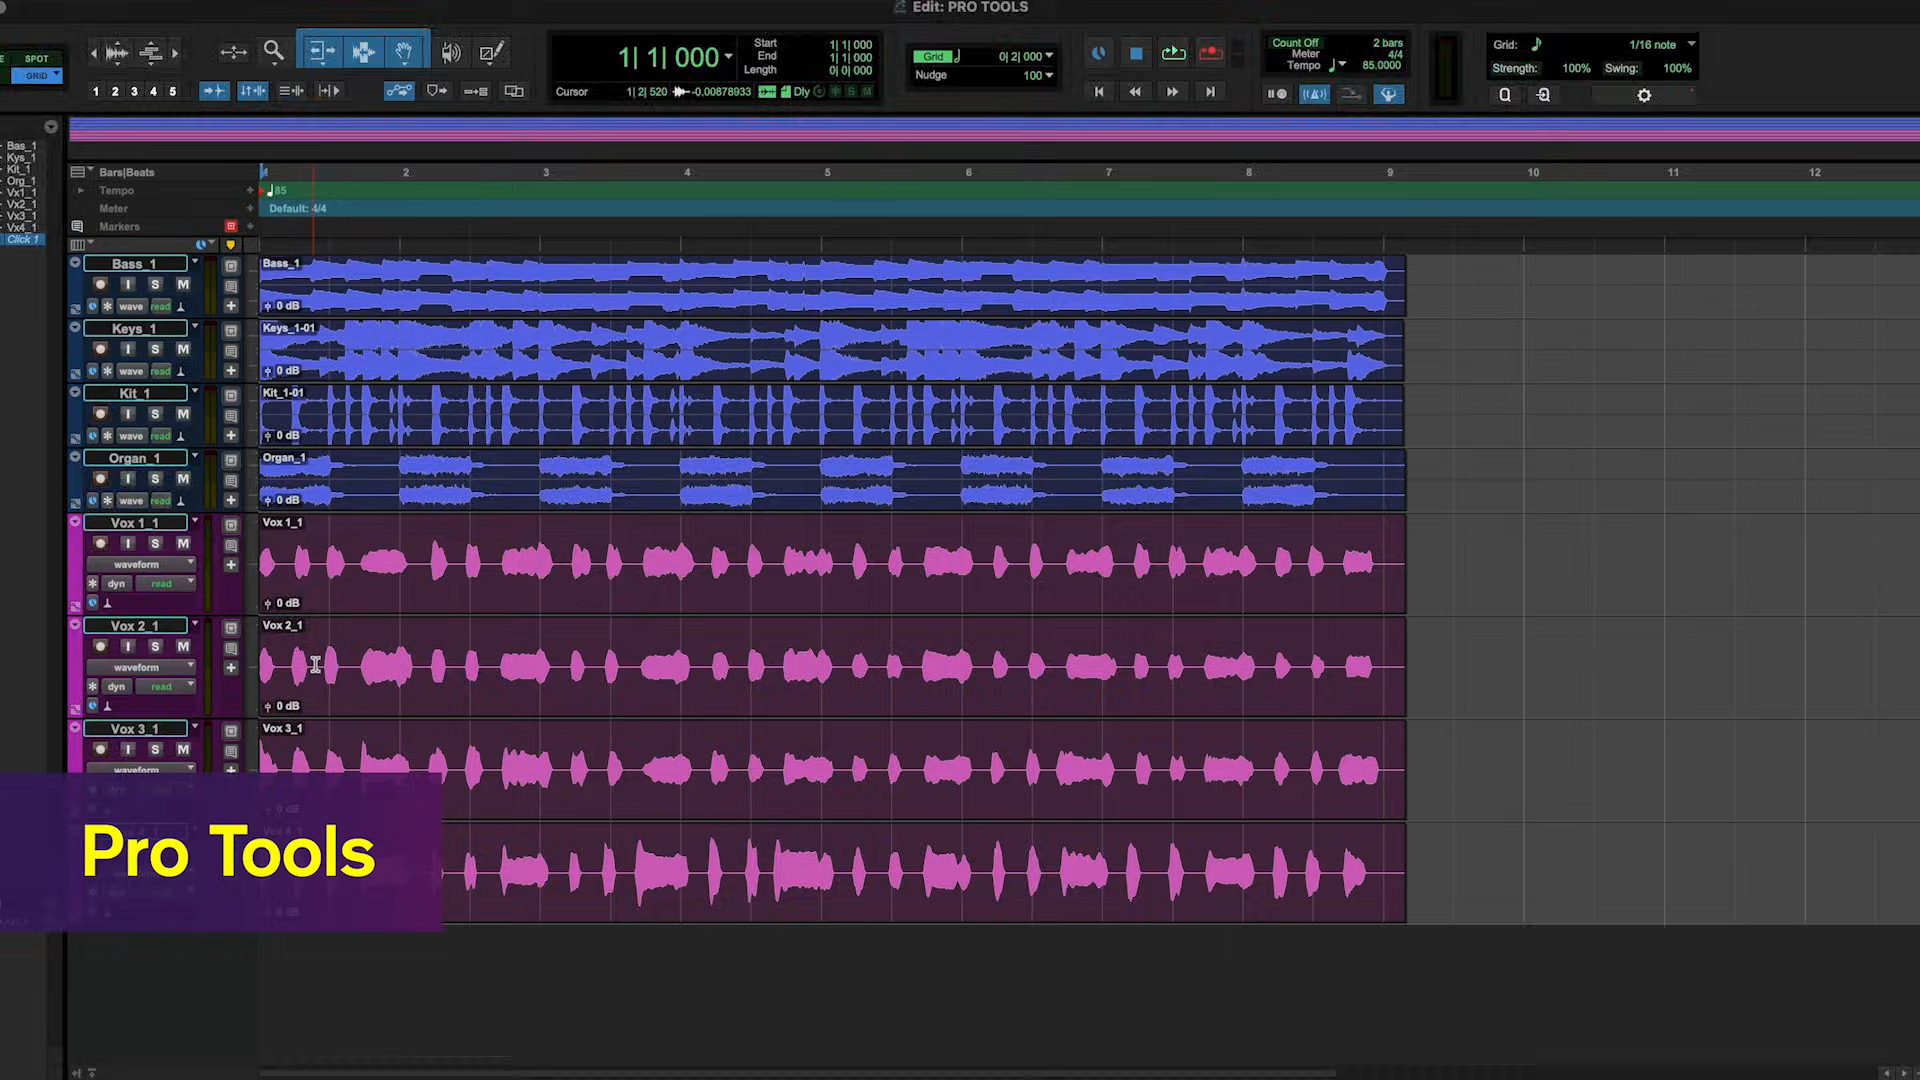 Edit: PRO TOOLS
SPOT
GRID
1 2 3 4 5
1| 1| 000
Start 1| 1| 000
End 1| 1| 000
Length 0| 0| 000
Cursor 1| 2| 520 -0.00878933 Dly S M
Grid 0| 2| 000
Nudge 100
Count Off 2 bars
Meter 4/4
Tempo 85.0000
Grid: 1/16 note
Strength: 100% Swing: 100%
Q
Bas_1
Kys_1
Kit_1
Org_1
Vx1_1
Vx2_1
Vx3_1
Vx4_1
Click 1
Bars|Beats 2 3 4 5 6 7 8 9 10 11 12
Tempo 85
Meter Default: 4/4
Markers
Bass_1 Bass_1
I S M
wave read 0 dB
Keys_1 Keys_1-01
I S M
wave read 0 dB
Kit_1 Kit_1-01
I S M
wave read 0 dB
Organ_1 Organ_1
I S M
wave read 0 dB
Vox 1_1 Vox 1_1
I S M
waveform
dyn read
0 dB
Vox 2_1 Vox 2_1
I S M
waveform
dyn read
0 dB
Vox 3_1 Vox 3_1
I S M
waveform
Pro Tools